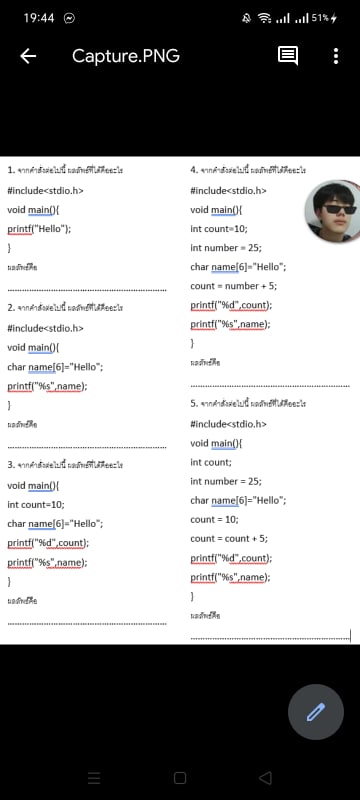 19:44
51%
Capture.PNG
1. จากคำสั่งต่อไปนี้ ผลลัพธ์ที่ได้คืออะไร
#include<stdio.h>
void main(){
printf("Hello");
}
ผลลัพธ์คือ
........................................................................
2. จากคำสั่งต่อไปนี้ ผลลัพธ์ที่ได้คืออะไร
#include<stdio.h>
void main(){
char name[6]="Hello";
printf("%s",name);
}
ผลลัพธ์คือ
........................................................................
3. จากคำสั่งต่อไปนี้ ผลลัพธ์ที่ได้คืออะไร
void main(){
int count=10;
char name[6]="Hello";
printf("%d",count);
printf("%s",name);
}
ผลลัพธ์คือ
........................................................................
4. จากคำสั่งต่อไปนี้ ผลลัพธ์ที่ได้คืออะไร
#include<stdio.h>
void main(){
int count=10;
int number = 25;
char name[6]="Hello";
count = number + 5;
printf("%d",count);
printf("%s",name);
}
ผลลัพธ์คือ
........................................................................
5. จากคำสั่งต่อไปนี้ ผลลัพธ์ที่ได้คืออะไร
#include<stdio.h>
void main(){
int count;
int number = 25;
char name[6]="Hello";
count = 10;
count = count + 5;
printf("%d",count);
printf("%s",name);
}
ผลลัพธ์คือ
........................................................................